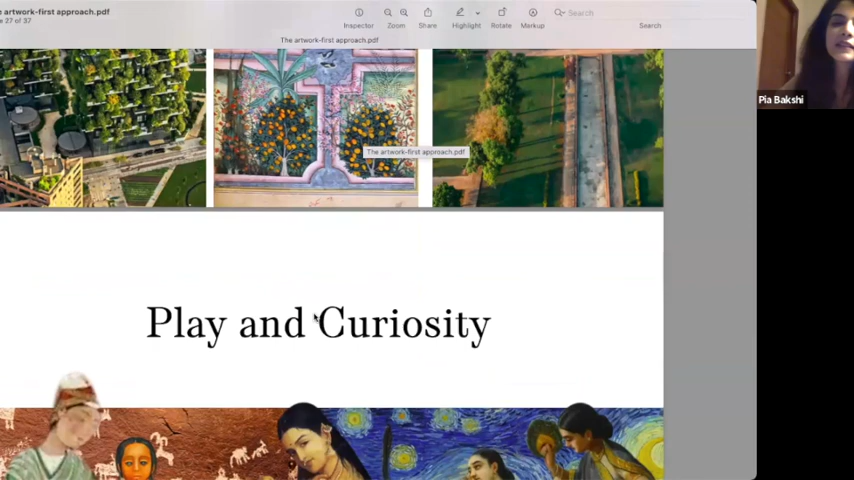 artwork-first approach.pdf
27 of 37
Inspector
Zoom
Share
Highlight
Rotate
Markup
Search
Search
The artwork-first approach.pdf
The artwork-first approach.pdf
Pia Bakshi
Play and Curiosity